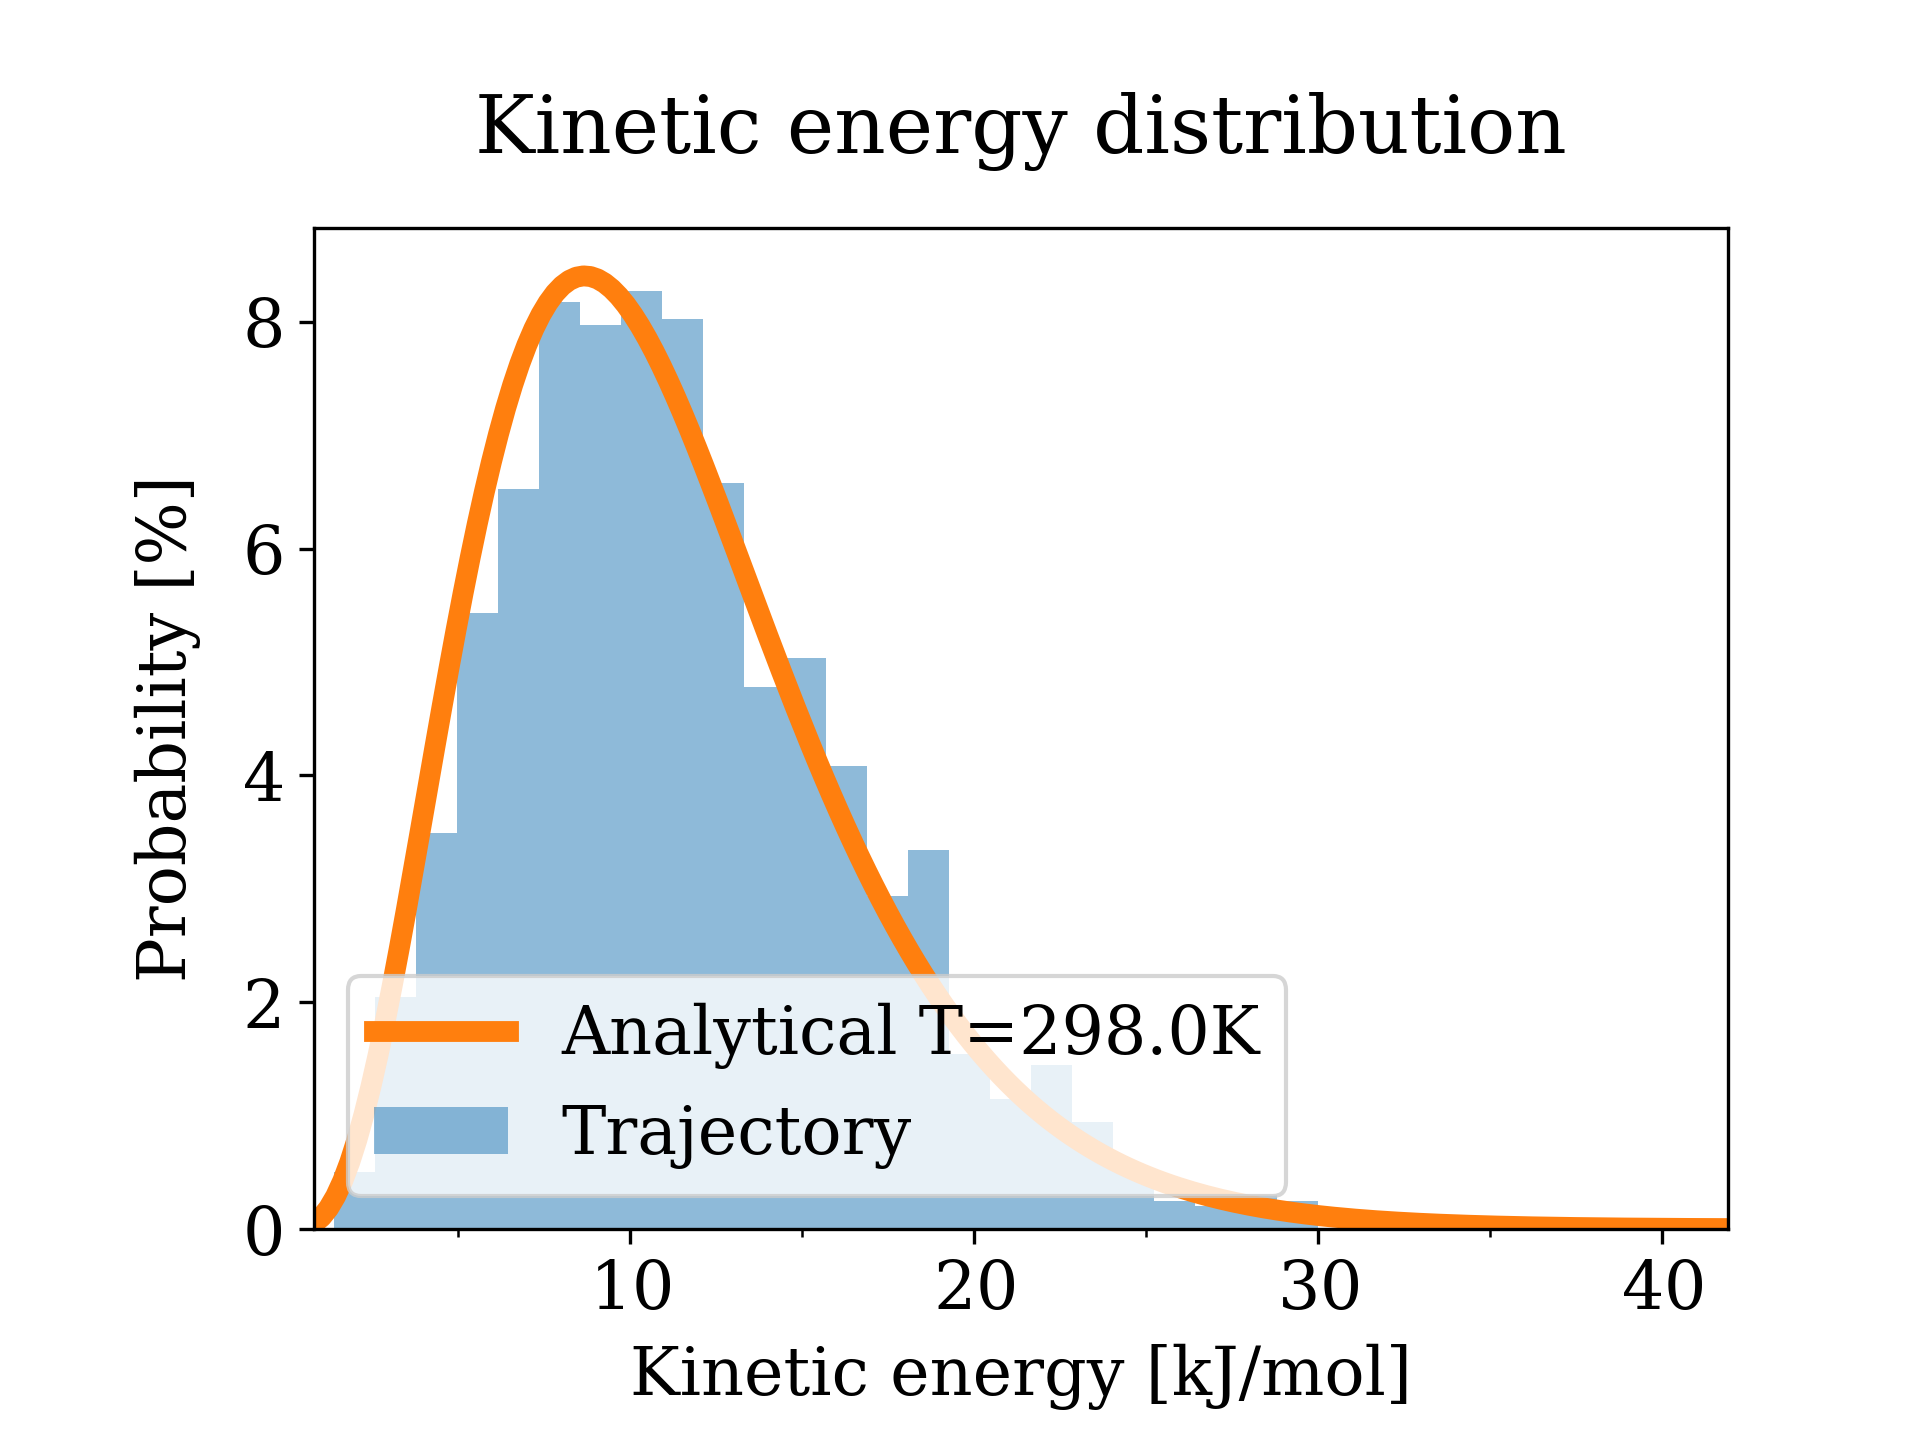 Kinetic energy distribution
Probability [%]
8
6
4
2
0
Analytical T=298.0K
Trajectory
10 20 30 40
Kinetic energy [kJ/mol]